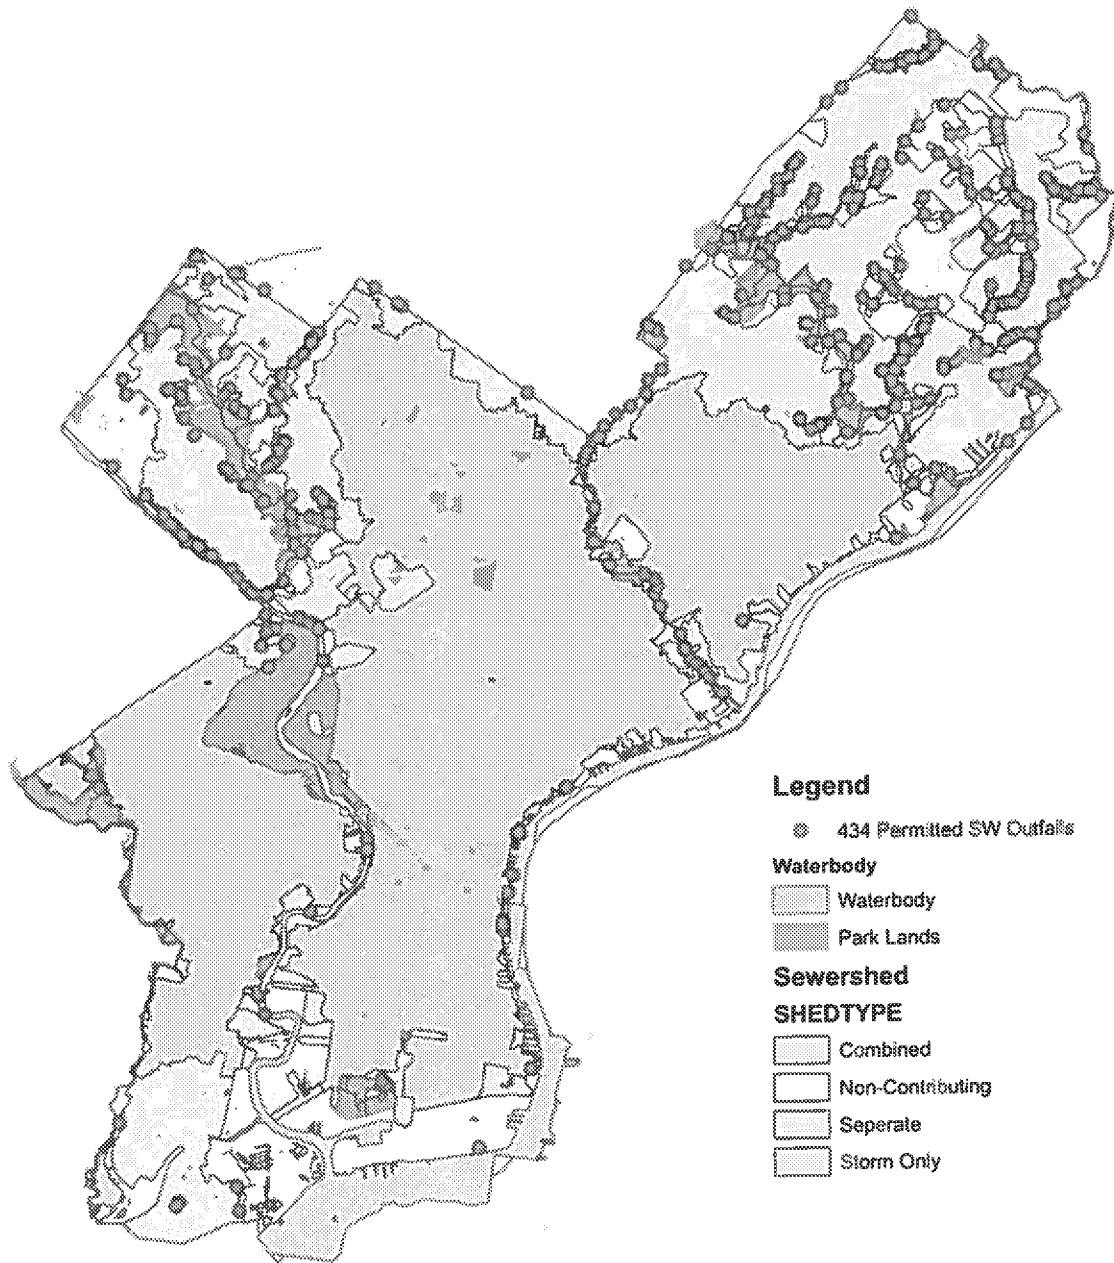 Legend
434 Permitted SW Outfalls
Waterbody
Waterbody
Park Lands
Sewershed
SHEDTYPE
Combined
Non-Contributing
Seperate
Storm Only